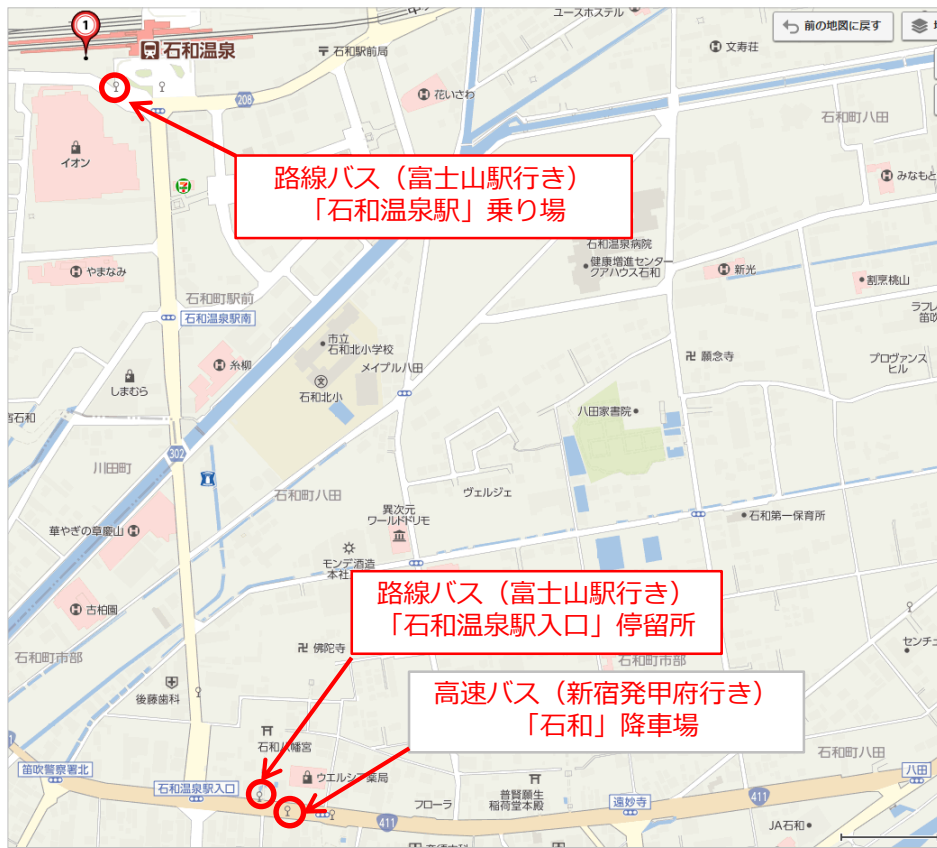 ユースホステル
前の地図に戻す
1
石和温泉
石和駅前局
文寿荘
花いさわ
208
石和町八田
イオン
路線バス（富士山駅行き）
「石和温泉駅」乗り場
みなもと
7
石和温泉病院
健康増進センター
クアハウス石和
新光
割烹桃山
やまなみ
石和町駅前
石和温泉駅南
市立
石和北小学校
糸柳
メイプル八田
願念寺
プロヴァンス
ヒル
しまむら
文
石和北小
八田家書院
302
川田町
石和町八田
ヴェルジェ
異次元
ワールドリモ
石和第一保育所
華やぎの章慶山
モンデ酒造
本社
路線バス（富士山駅行き）
「石和温泉駅入口」停留所
古柏園
佛陀寺
石和町市部
石和町市部
後藤歯科
高速バス（新宿発甲府行き）
「石和」降車場
石和八幡宮
石和町八田
笛吹警察署北
石和温泉駅入口
ウエルシア薬局
普賢願生
稲荷堂本殿
フローラ
遠妙寺
411
八田
411
JA石和